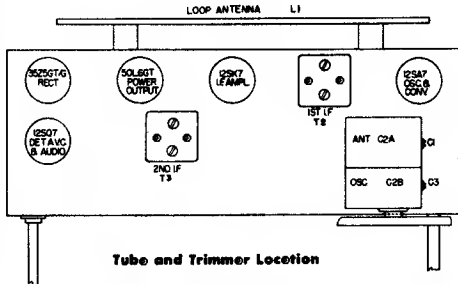 LOOP ANTENNA L1
35Z5GT/G
RECT
50L6GT
POWER
OUTPUT
12SK7
I.F. AMPL.
1ST I.F
T2
12SA7
OSC &
CONV.
12SQ7
DET AVC
& AUDIO
2ND I.F
T3
ANT C2A
C1
OSC C2B
C3
Tube and Trimmer Location